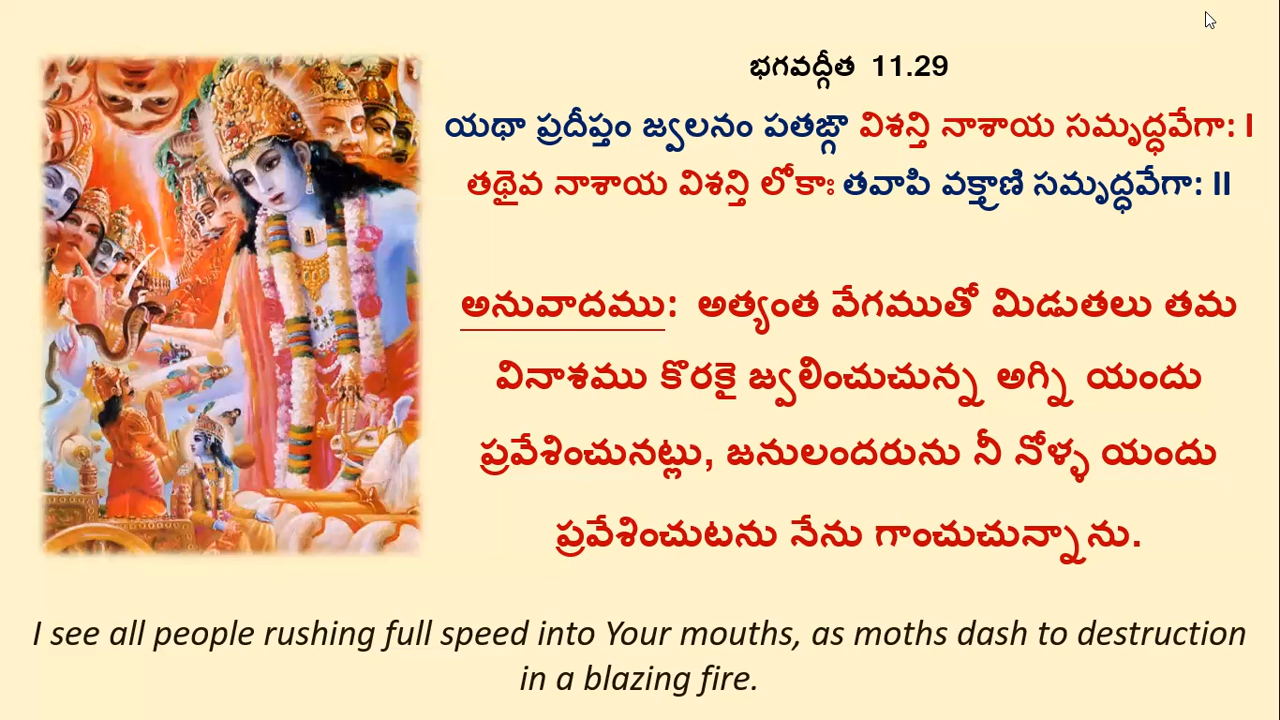 భగవద్గీత 11.29
యథా ప్రదీప్తం జ్వలనం పతఙ్గా విశన్తి నాశాయ సమృద్ధవేగా: I
తథైవ నాశాయ విశన్తి లోకాః తవాపి వక్త్రాణి సమృద్ధవేగా: II
అనువాదము: అత్యంత వేగముతో మిడుతలు తమ
వినాశము కొరకై జ్వలించుచున్న అగ్ని యందు
ప్రవేశించునట్లు, జనులందరును నీ నోళ్ళ యందు
ప్రవేశించుటను నేను గాంచుచున్నాను.
I see all people rushing full speed into Your mouths, as moths dash to destruction
in a blazing fire.